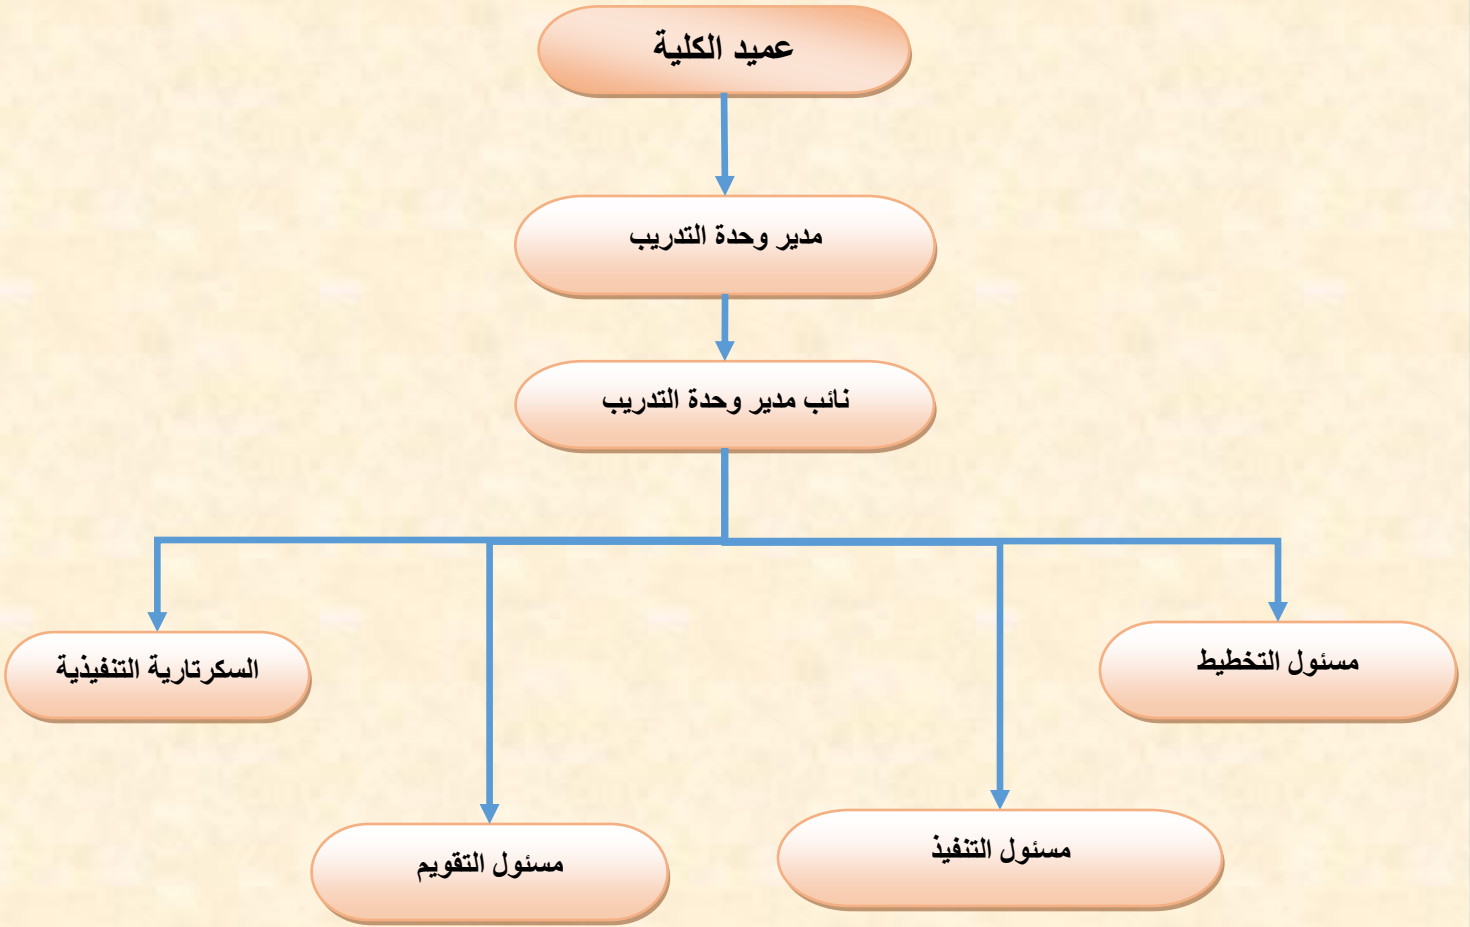 عميد الكلية
مدير وحدة التدريب
نائب مدير وحدة التدريب
مسئول التخطيط
السكرتارية التنفيذية
مسئول التنفيذ
مسئول التقويم